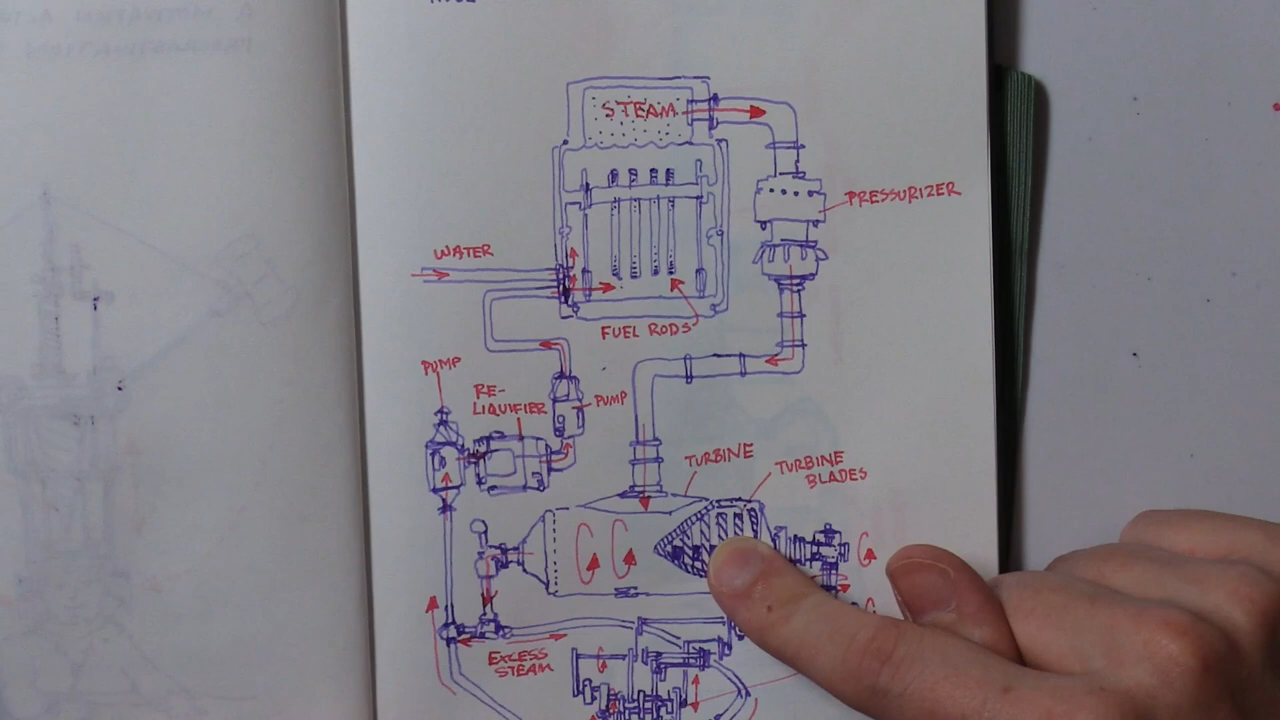 STEAM
PRESSURIZER
WATER
FUEL RODS
PUMP
RE-
LIQUIFIER
PUMP
TURBINE
TURBINE
BLADES
EXCESS
STEAM